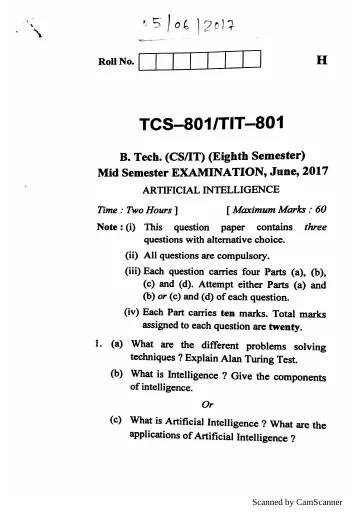 15/06/2017
Roll No.
H
TCS–801/TIT–801
B. Tech. (CS/IT) (Eighth Semester)
Mid Semester EXAMINATION, June, 2017
ARTIFICIAL INTELLIGENCE
Time : Two Hours ] [ Maximum Marks : 60
Note : (i) This question paper contains three
questions with alternative choice.
(ii) All questions are compulsory.
(iii) Each question carries four Parts (a), (b),
(c) and (d). Attempt either Parts (a) and
(b) or (c) and (d) of each question.
(iv) Each Part carries ten marks. Total marks
assigned to each question are twenty.
1. (a) What are the different problems solving
techniques ? Explain Alan Turing Test.
(b) What is Intelligence ? Give the components
of intelligence.
Or
(c) What is Artificial Intelligence ? What are the
applications of Artificial Intelligence ?
Scanned by CamScanner